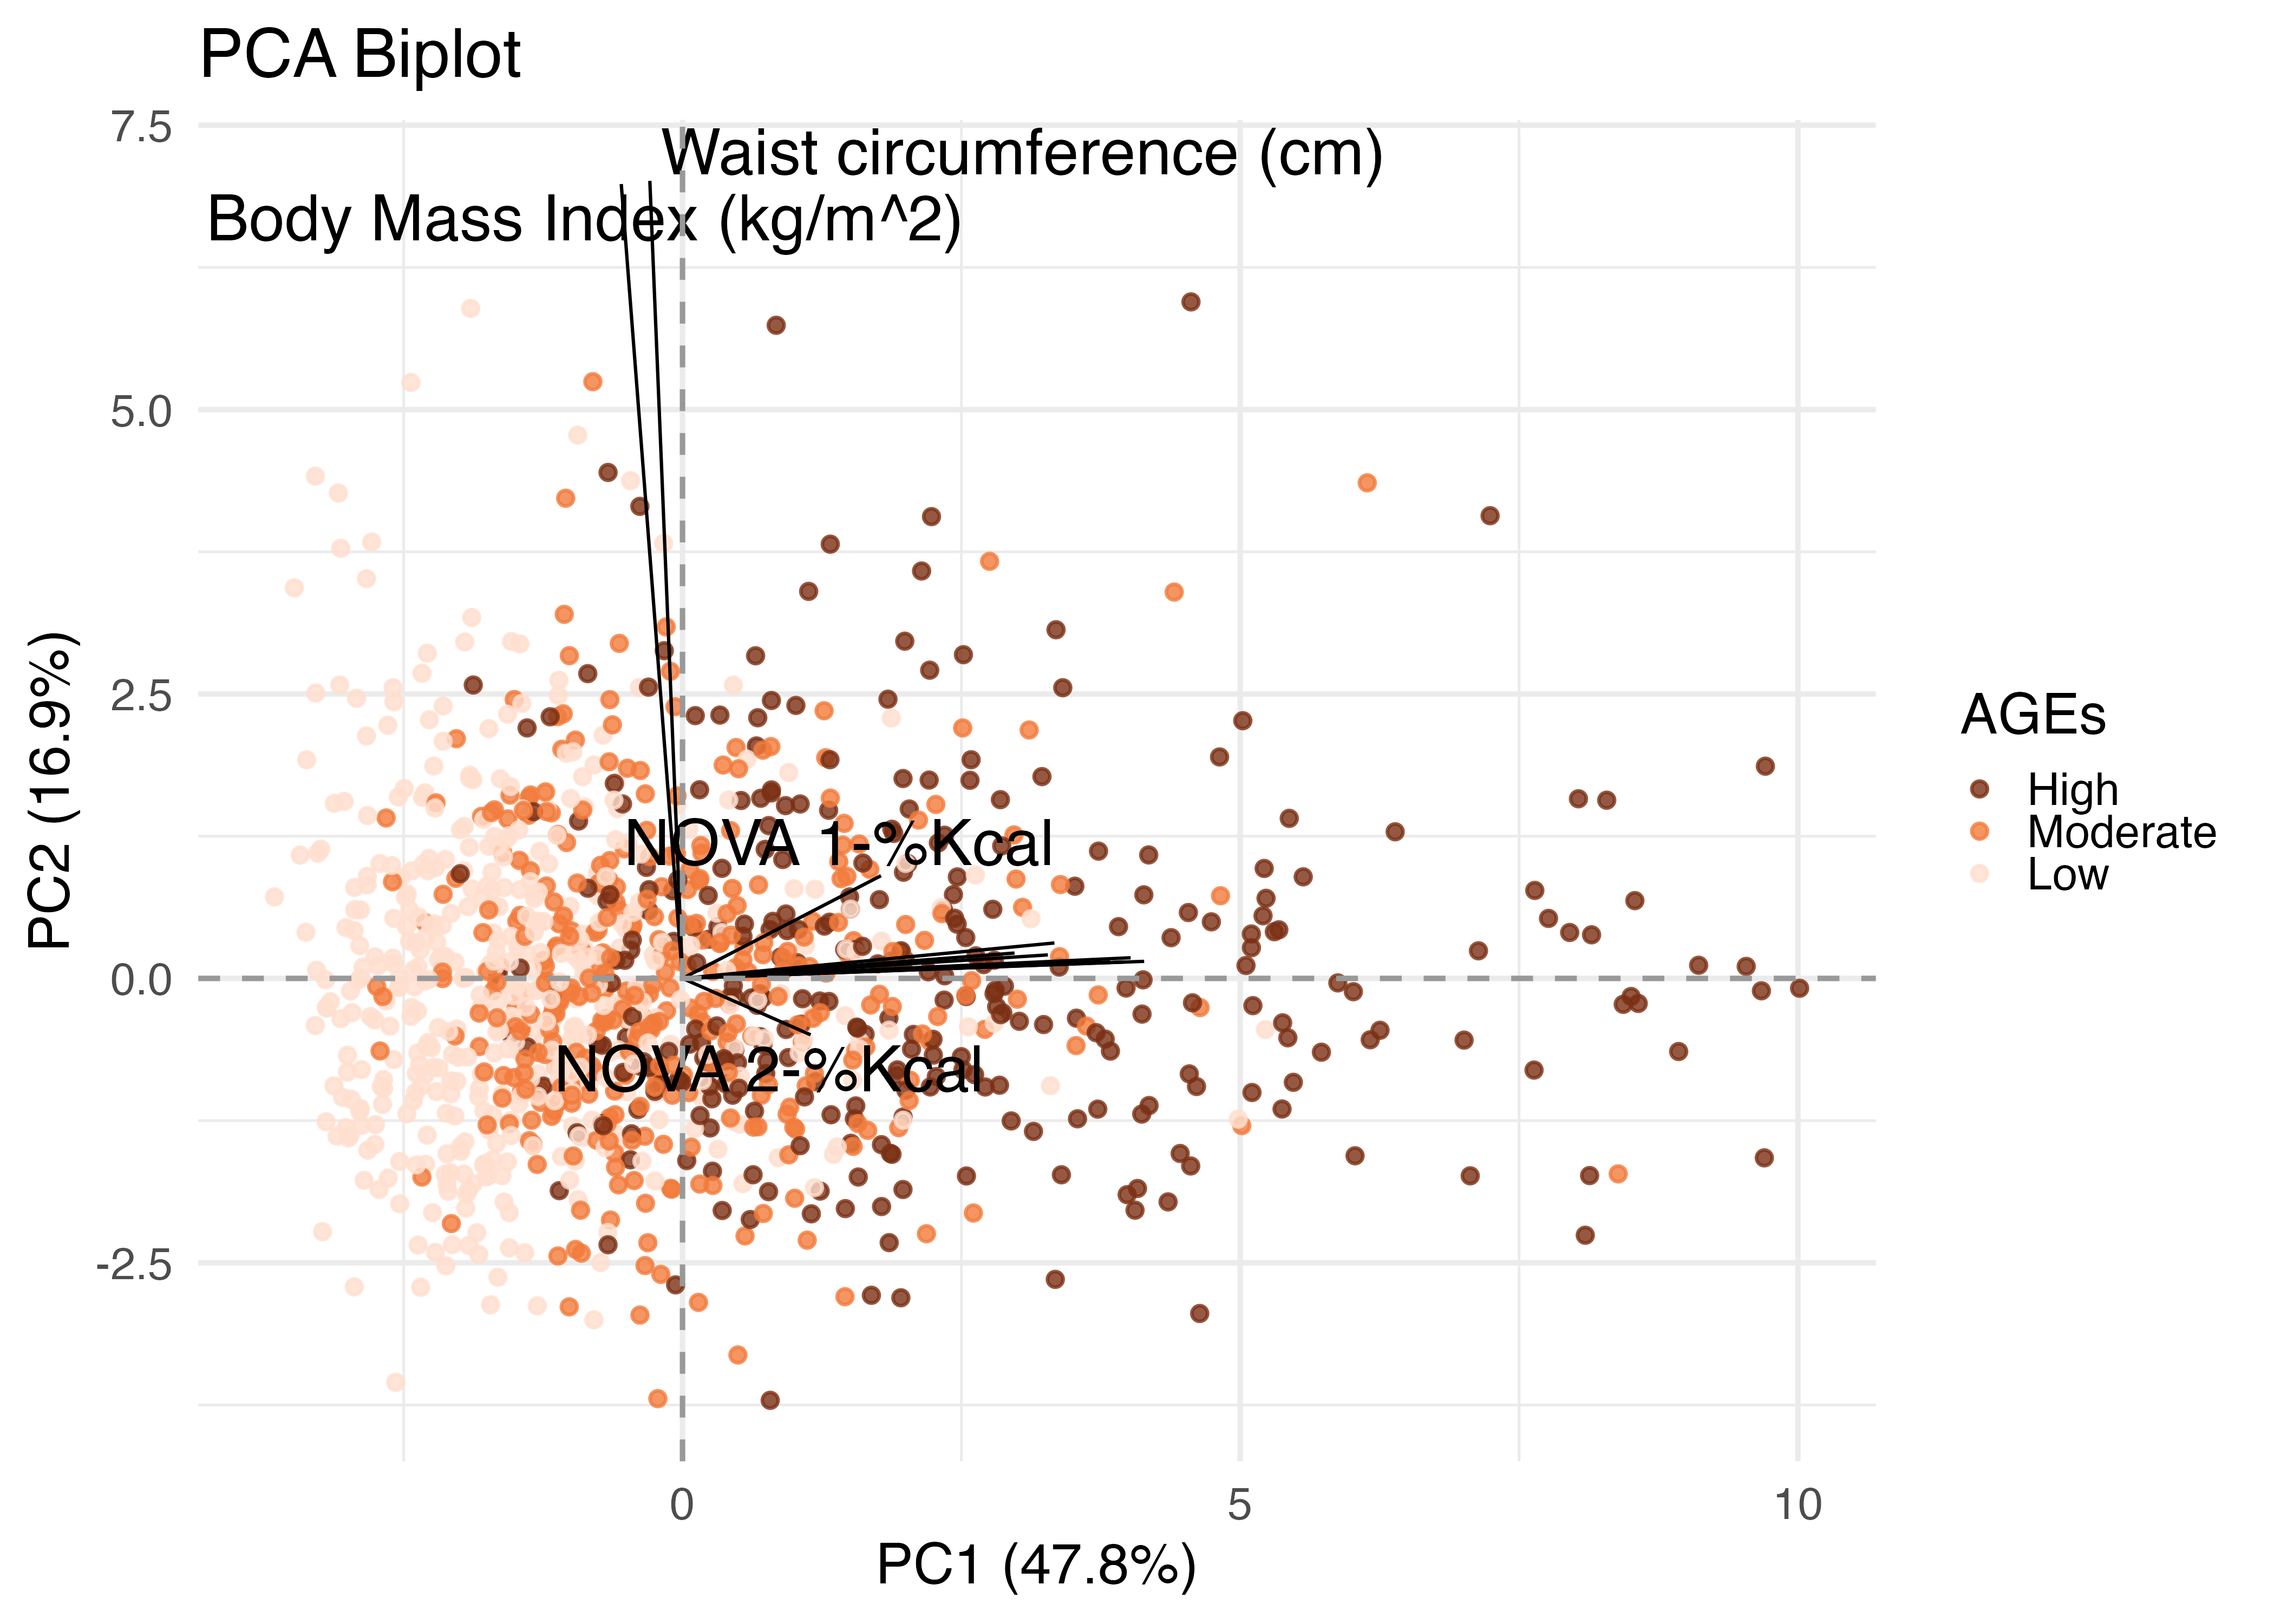 PCA Biplot
7.5
Waist circumference (cm)
Body Mass Index (kg/m^2)
5.0
2.5
NOVA 1-%Kcal
0.0
NOVA 2-%Kcal
-2.5
PC2 (16.9%)
0 5 10
PC1 (47.8%)
AGEs
High
Moderate
Low